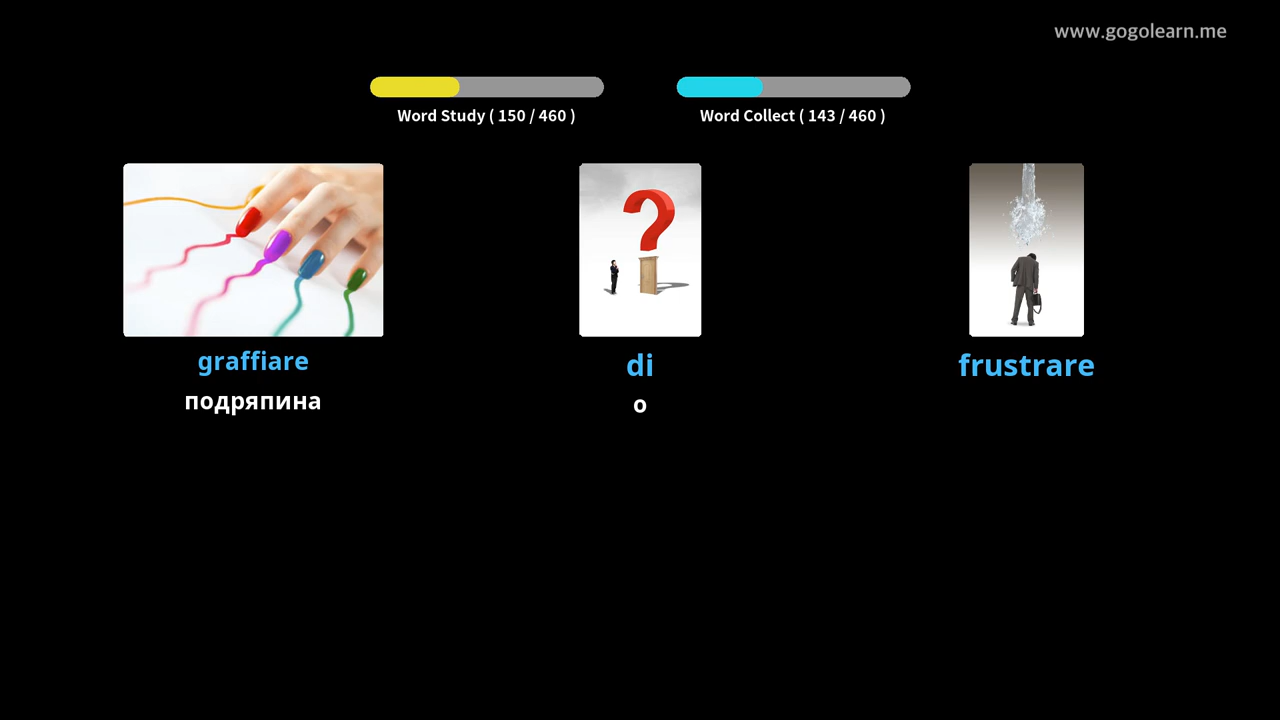 www.gogolearn.me
Word Study ( 150 / 460 )
Word Collect ( 143 / 460 )
graffiare
di
frustrare
подряпина
о